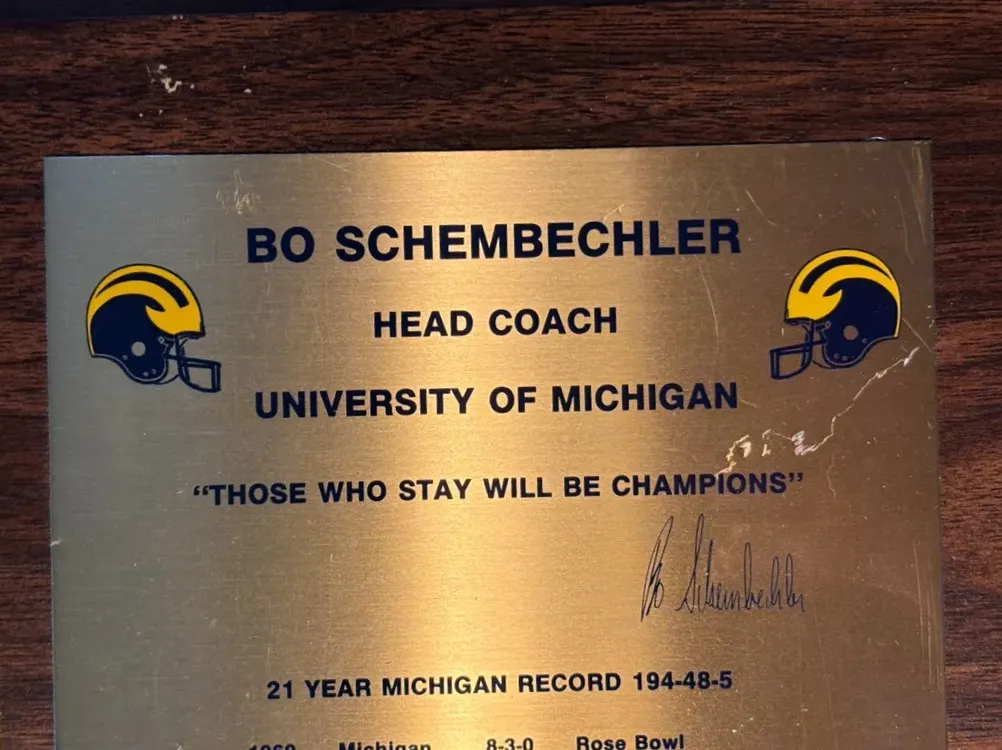 BO SCHEMBECHLER
HEAD COACH
UNIVERSITY OF MICHIGAN
“THOSE WHO STAY WILL BE CHAMPIONS”
Bo Schembechler
21 YEAR MICHIGAN RECORD 194-48-5
1969 Michigan 8-3-0 Rose Bowl